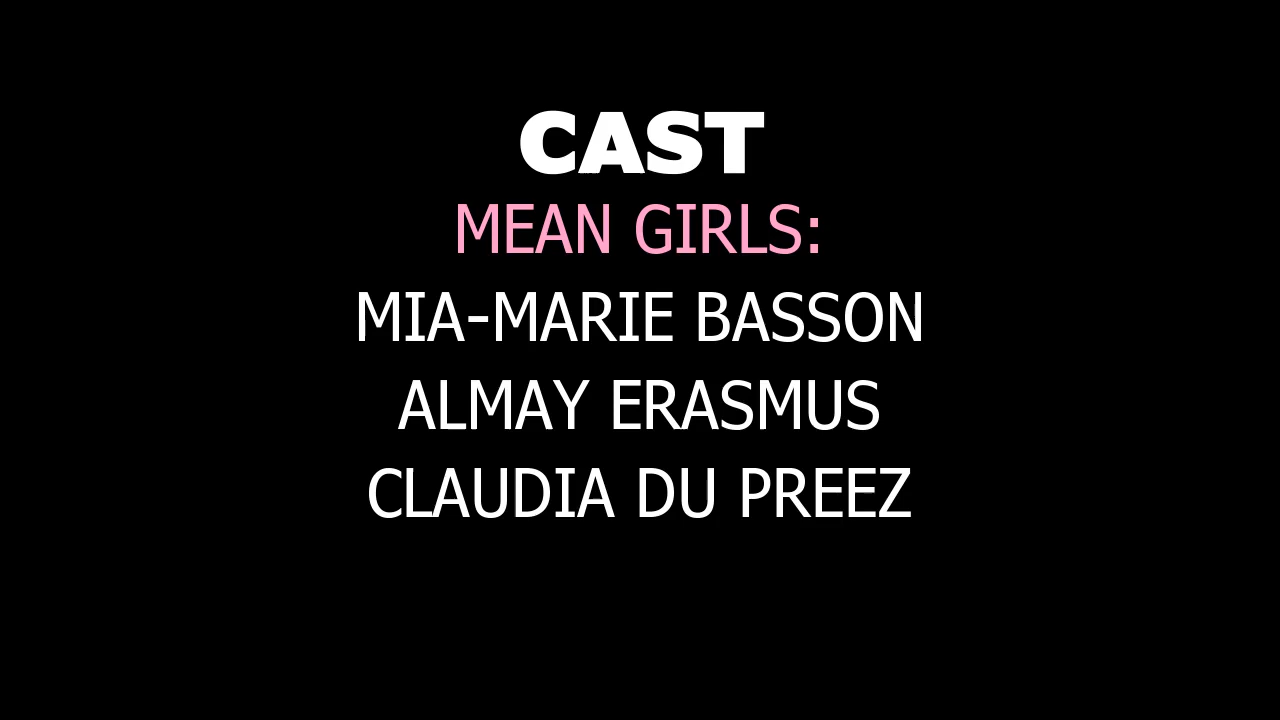 CAST
MEAN GIRLS:
MIA-MARIE BASSON
ALMAY ERASMUS
CLAUDIA DU PREEZ